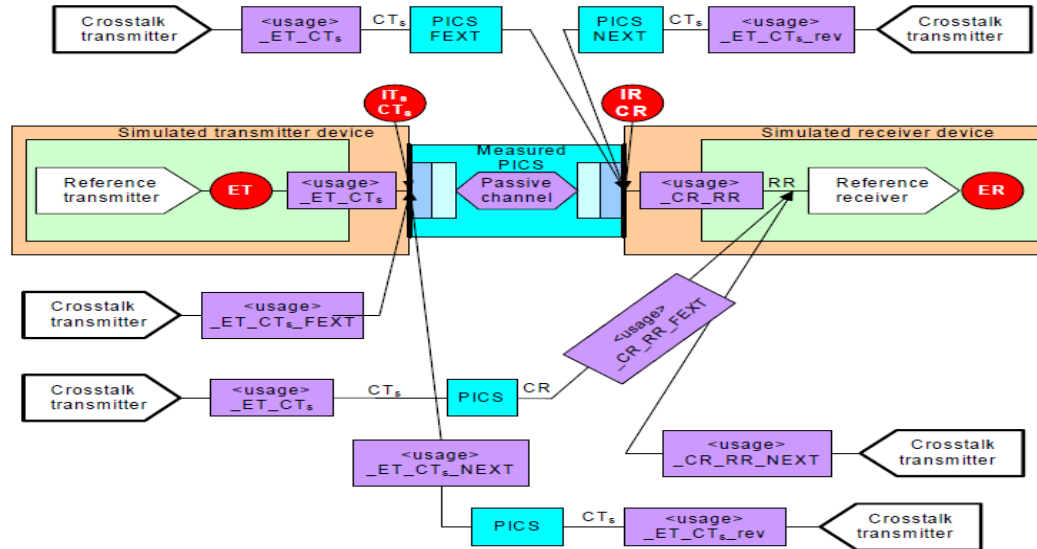 Crosstalk
transmitter
<usage>
_ET_CTₛ
CTₛ
PICS
FEXT
PICS
NEXT
CTₛ
<usage>
_ET_CTₛ_rev
Crosstalk
transmitter
ITₛ
CTₛ
IR
CR
Simulated transmitter device
Measured
PICS
Simulated receiver device
Reference
transmitter
ET
<usage>
_ET_CTₛ
Passive
channel
<usage>
_CR_RR
RR
Reference
receiver
ER
Crosstalk
transmitter
<usage>
_ET_CTₛ_FEXT
<usage>
_CR_RR_FEXT
Crosstalk
transmitter
<usage>
_ET_CTₛ
CTₛ
PICS
CR
<usage>
_ET_CTₛ_NEXT
<usage>
_CR_RR_NEXT
Crosstalk
transmitter
PICS
CTₛ
<usage>
_ET_CTₛ_rev
Crosstalk
transmitter